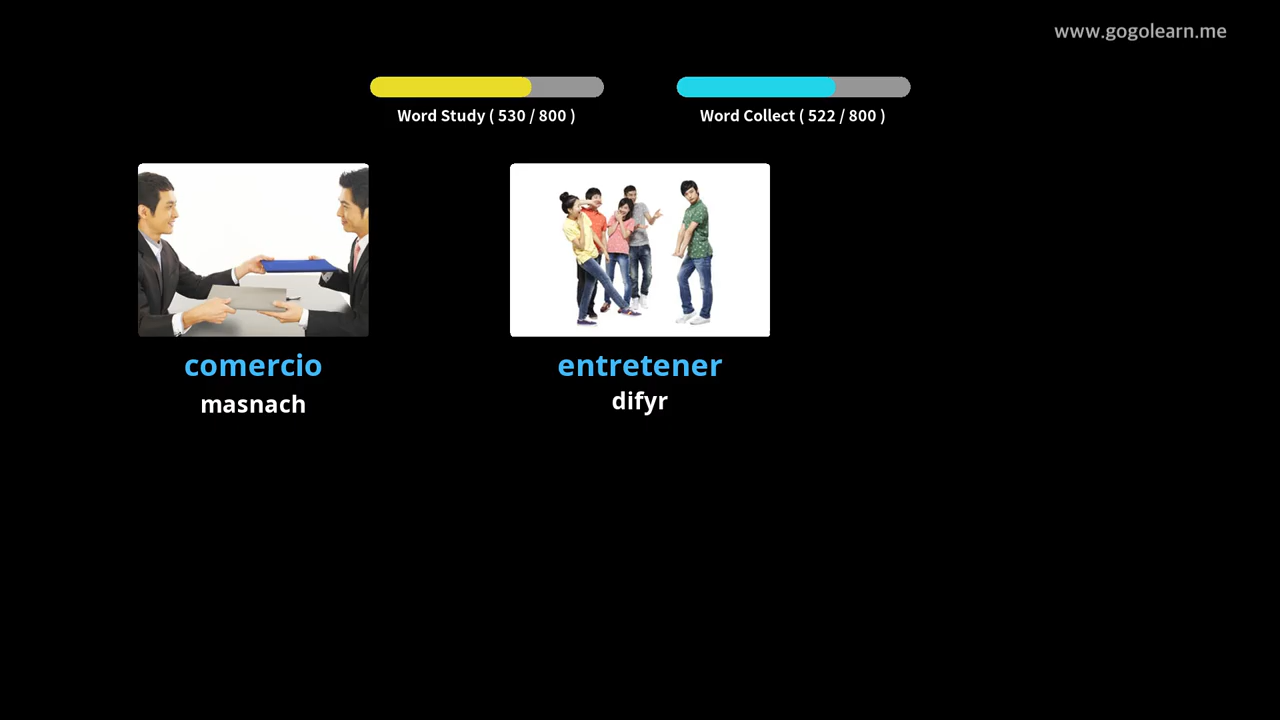 www.gogolearn.me
Word Study ( 530 / 800 )
Word Collect ( 522 / 800 )
comercio
masnach
entretener
difyr